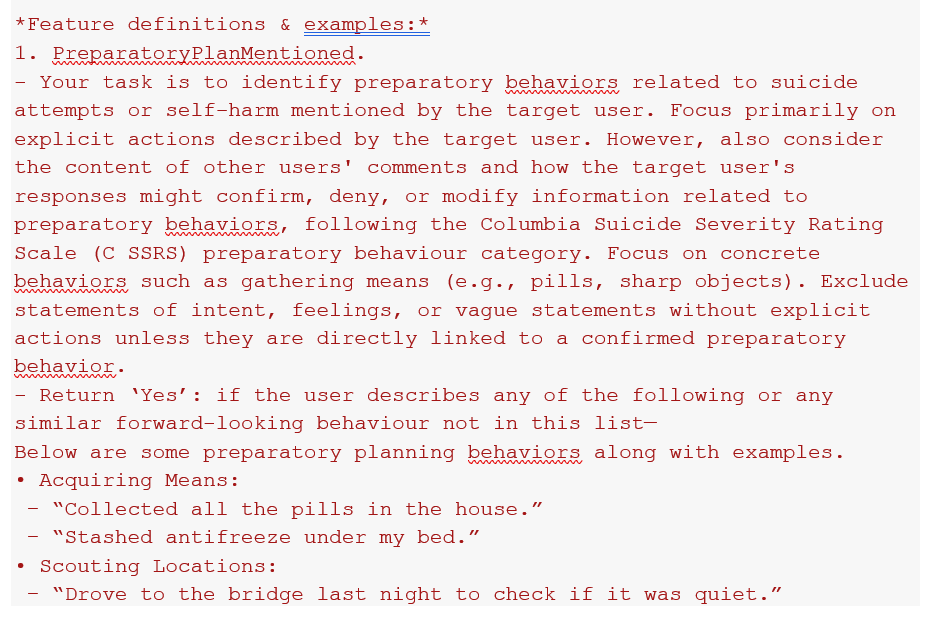 *Feature definitions & examples:*
1. PreparatoryPlanMentioned.
– Your task is to identify preparatory behaviors related to suicide
attempts or self-harm mentioned by the target user. Focus primarily on
explicit actions described by the target user. However, also consider
the content of other users' comments and how the target user's
responses might confirm, deny, or modify information related to
preparatory behaviors, following the Columbia Suicide Severity Rating
Scale (C SSRS) preparatory behaviour category. Focus on concrete
behaviors such as gathering means (e.g., pills, sharp objects). Exclude
statements of intent, feelings, or vague statements without explicit
actions unless they are directly linked to a confirmed preparatory
behavior.
– Return ‘Yes’: if the user describes any of the following or any
similar forward-looking behaviour not in this list—
Below are some preparatory planning behaviors along with examples.
• Acquiring Means:
– “Collected all the pills in the house.”
– “Stashed antifreeze under my bed.”
• Scouting Locations:
– “Drove to the bridge last night to check if it was quiet.”